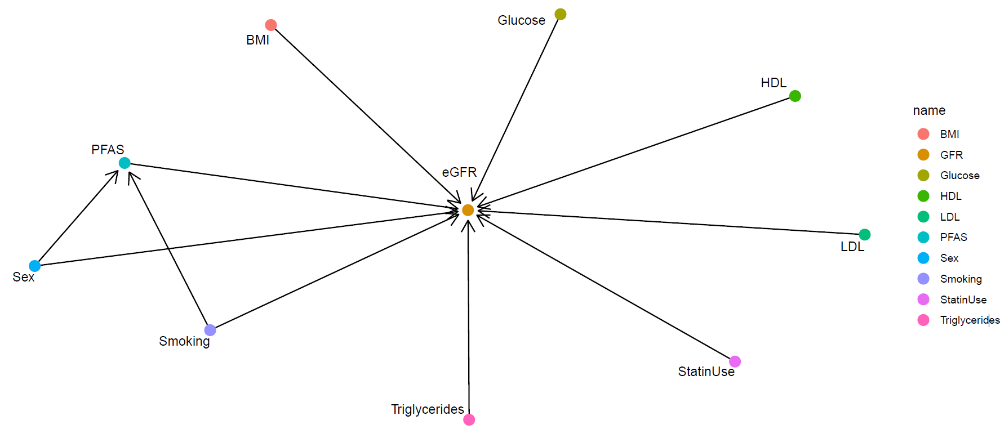 Glucose
BMI
HDL
PFAS
eGFR
LDL
Sex
Smoking
StatinUse
Triglycerides
name
BMI
GFR
Glucose
HDL
LDL
PFAS
Sex
Smoking
StatinUse
Triglycerides